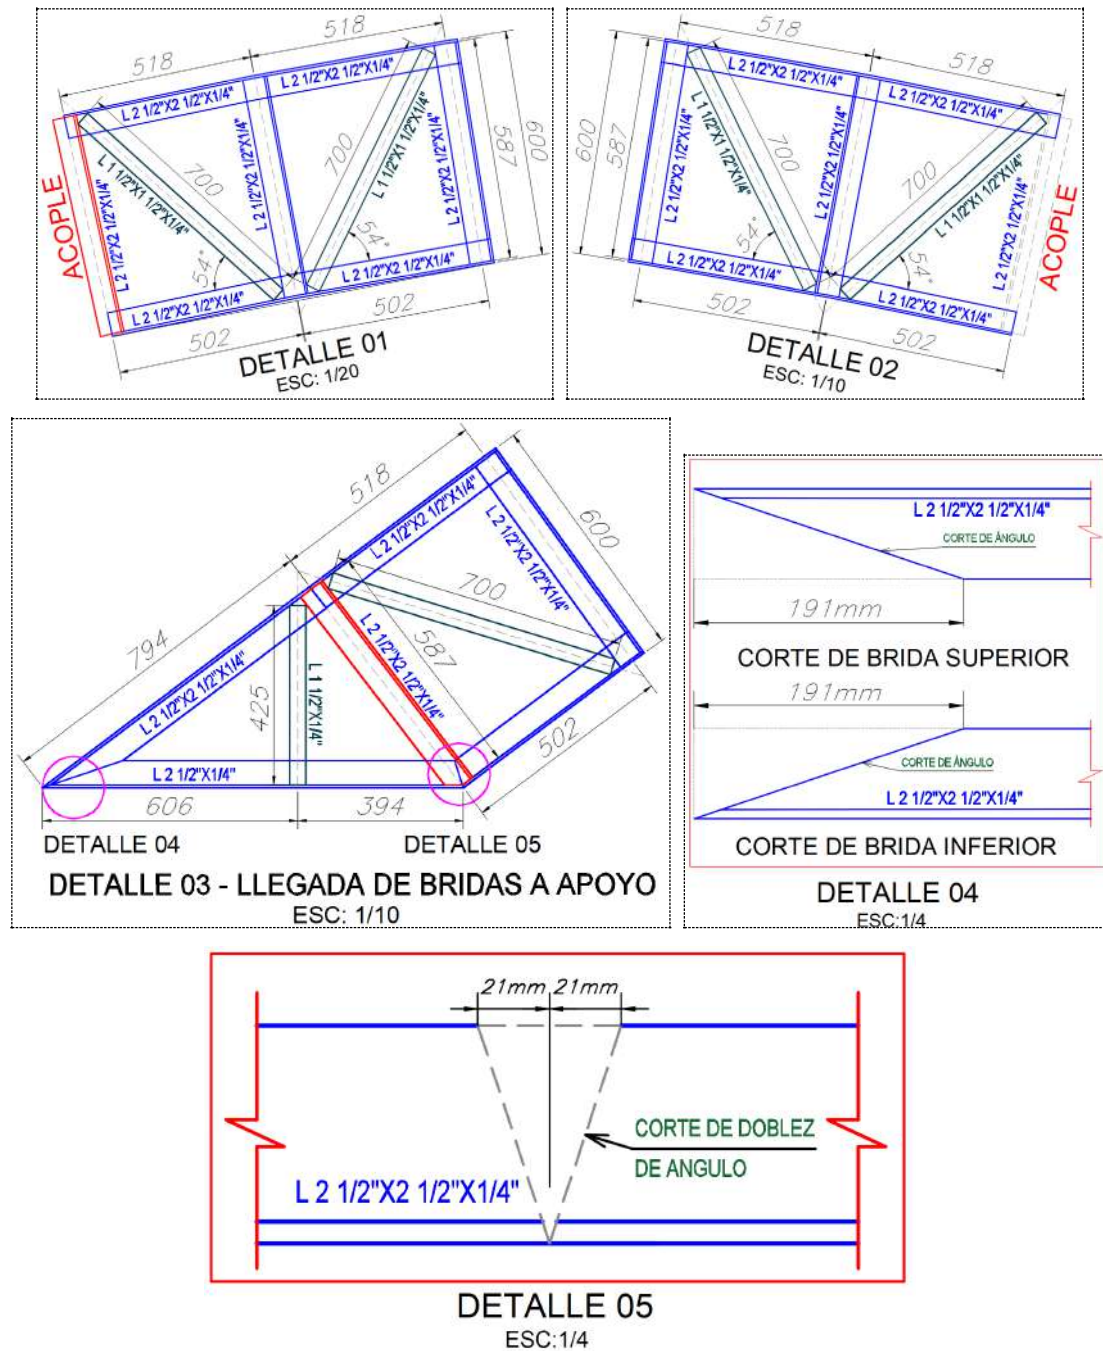 518
518
L 2 1/2"X2 1/2"X1/4"
L 2 1/2"X2 1/2"X1/4"
ACOPLE
L 2 1/2"X2 1/2"X1/4"
L 1 1/2"X1 1/2"X1/4"
700
54°
L 2 1/2"X2 1/2"X1/4"
700
L 1 1/2"X1 1/2"X1/4"
54°
L 2 1/2"X2 1/2"X1/4"
587
600
L 2 1/2"X2 1/2"X1/4"
L 2 1/2"X2 1/2"X1/4"
502
502
DETALLE 01
ESC: 1/20
518
518
L 2 1/2"X2 1/2"X1/4"
L 2 1/2"X2 1/2"X1/4"
600
587
L 2 1/2"X2 1/2"X1/4"
L 1 1/2"X1 1/2"X1/4"
700
54°
L 2 1/2"X2 1/2"X1/4"
700
L 1 1/2"X1 1/2"X1/4"
54°
L 2 1/2"X2 1/2"X1/4"
ACOPLE
L 2 1/2"X2 1/2"X1/4"
L 2 1/2"X2 1/2"X1/4"
502
502
DETALLE 02
ESC: 1/10
518
L 2 1/2"X2 1/2"X1/4"
600
L 2 1/2"X2 1/2"X1/4"
700
794
L 2 1/2"X2 1/2"X1/4"
587
L 2 1/2"X2 1/2"X1/4"
425
L 1 1/2"X1/4"
502
L 2 1/2"X1/4"
606
394
DETALLE 04
DETALLE 05
DETALLE 03 - LLEGADA DE BRIDAS A APOYO
ESC: 1/10
L 2 1/2"X2 1/2"X1/4"
CORTE DE ÁNGULO
191mm
CORTE DE BRIDA SUPERIOR
191mm
CORTE DE ÁNGULO
L 2 1/2"X2 1/2"X1/4"
CORTE DE BRIDA INFERIOR
DETALLE 04
ESC:1/4
21mm 21mm
CORTE DE DOBLEZ
DE ANGULO
L 2 1/2"X2 1/2"X1/4"
DETALLE 05
ESC:1/4